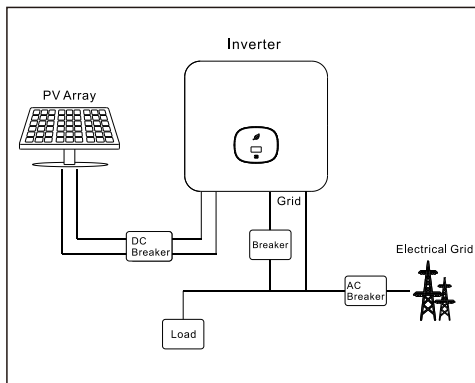 Inverter
PV Array
Grid
DC
Breaker
Breaker
Electrical Grid
AC
Breaker
Load